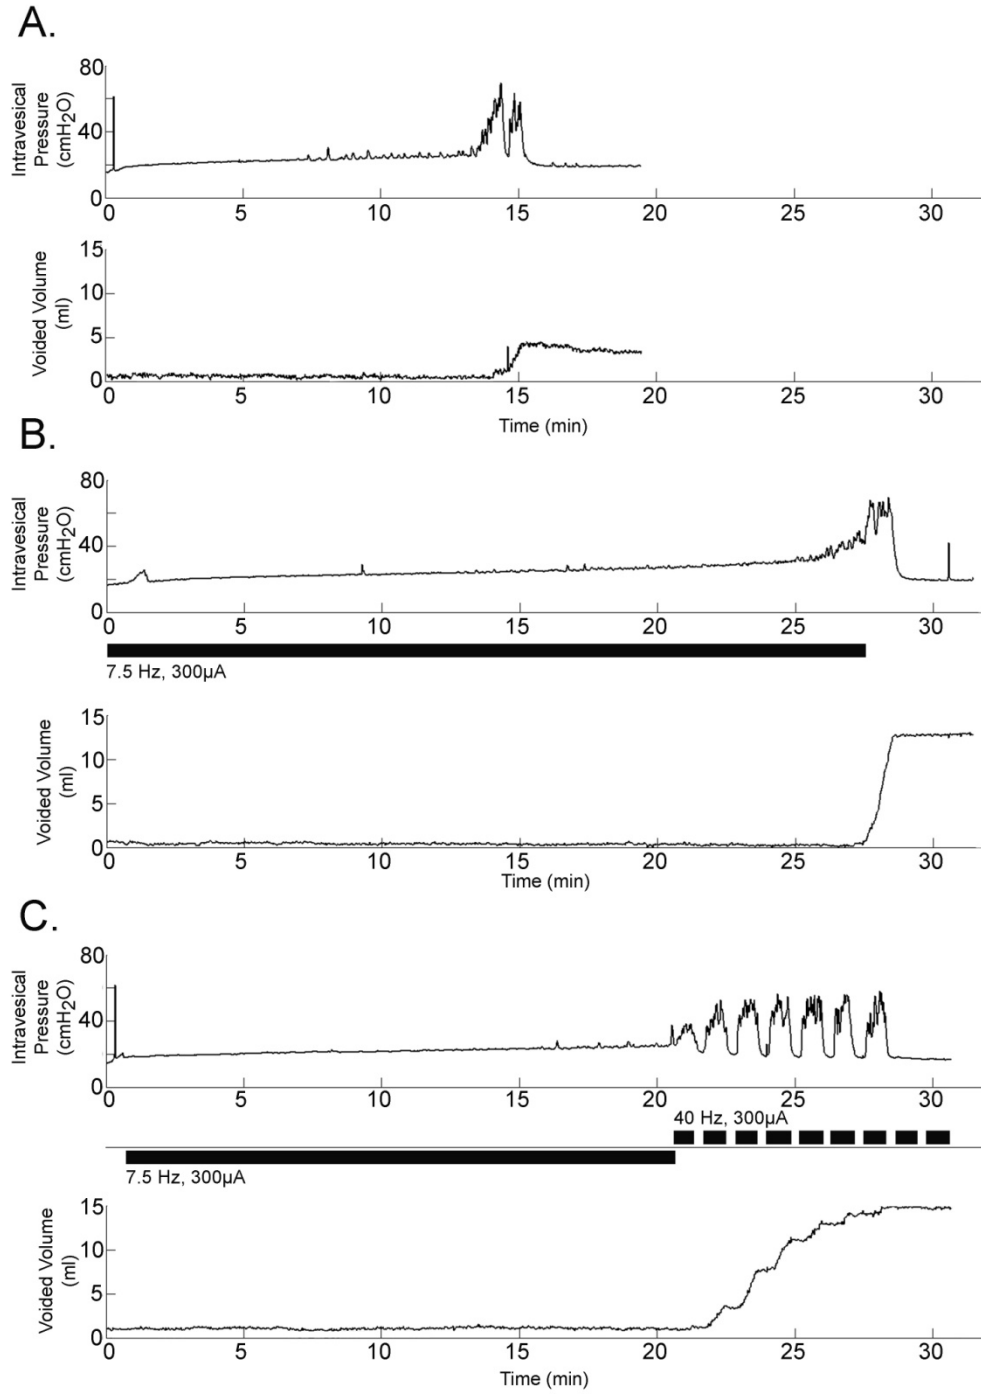 A.
Intravesical
Pressure
(cmH2O)
80
40
0
0 5 10 15 20 25 30
Voided Volume
(ml)
15
10
5
0
0 5 10 15 20 25 30
Time (min)
B.
Intravesical
Pressure
(cmH2O)
80
40
0
0 5 10 15 20 25 30
7.5 Hz, 300µA
Voided Volume
(ml)
15
10
5
0
0 5 10 15 20 25 30
Time (min)
C.
Intravesical
Pressure
(cmH2O)
80
40
0
0 5 10 15 20 25 30
40 Hz, 300µA
7.5 Hz, 300µA
Voided Volume
(ml)
15
10
5
0
0 5 10 15 20 25 30
Time (min)